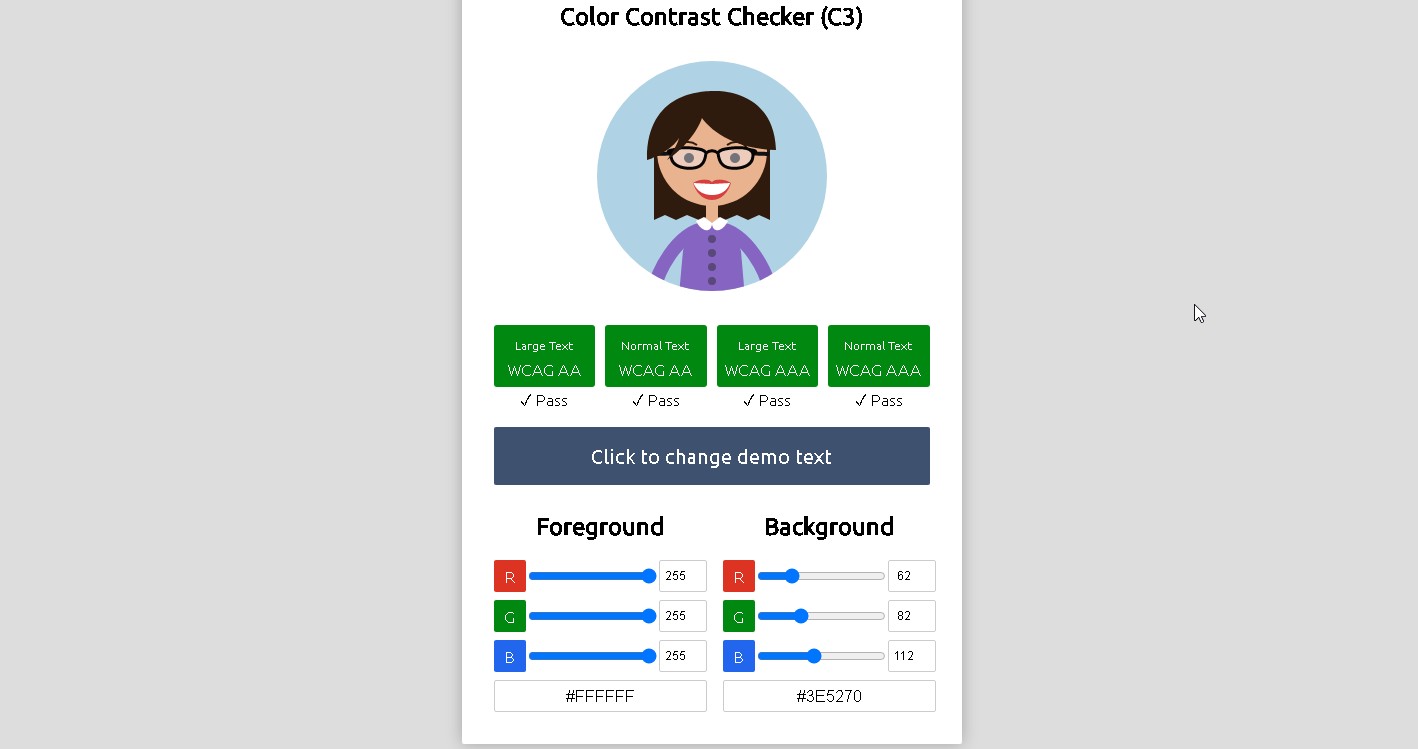 Color Contrast Checker (C3)
Large Text Normal Text Large Text Normal Text
WCAG AA WCAG AA WCAG AAA WCAG AAA
✓ Pass ✓ Pass ✓ Pass ✓ Pass
Click to change demo text
Foreground Background
R 255 R 62
G 255 G 82
B 255 B 112
#FFFFFF #3E5270